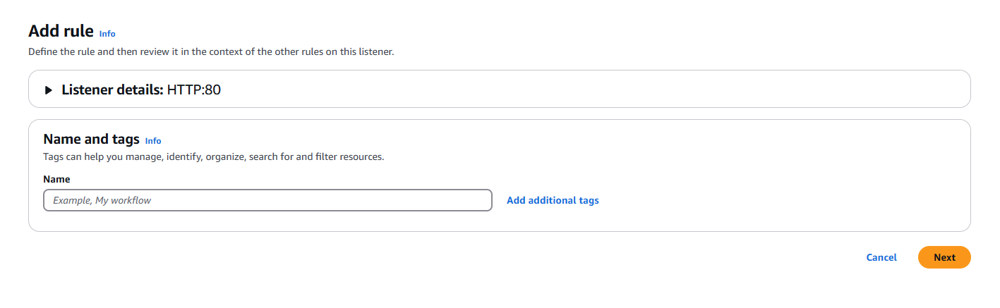 Add rule Info
Define the rule and then review it in the context of the other rules on this listener.
Listener details: HTTP:80
Name and tags Info
Tags can help you manage, identify, organize, search for and filter resources.
Name
Example, My workflow
Add additional tags
Cancel
Next